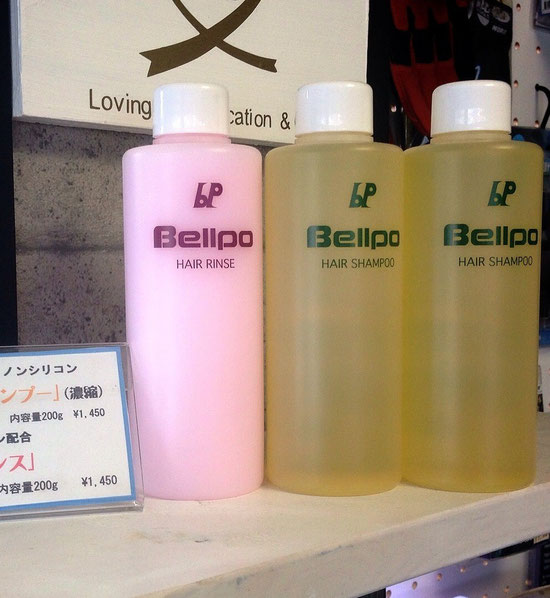 Loving
cation &
bP
Bellpo
HAIR RINSE
bP
Bellpo
HAIR SHAMPOO
bP
Bellpo
HAIR SHAMPOO
ノンシリコン
ンプー」(濃縮)
内容量200g ¥1,450
ン配合
ンス」
内容量200g ¥1,450